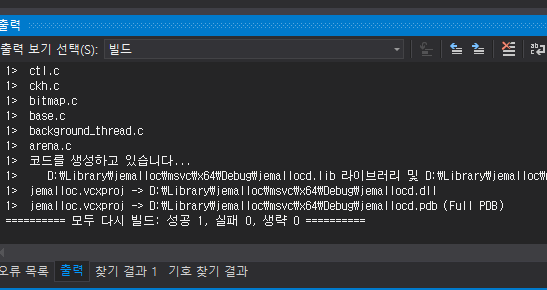 출력
출력 보기 선택(S): 빌드
1> ctl.c
1> ckh.c
1> bitmap.c
1> base.c
1> background_thread.c
1> arena.c
1> 코드를 생성하고 있습니다...
1> D:₩Library₩jemalloc₩msvc₩x64₩Debug₩jemallocd.lib 라이브러리 및 D:₩Library₩jemalloc₩
1> jemalloc.vcxproj -> D:₩Library₩jemalloc₩msvc₩x64₩Debug₩jemallocd.dll
1> jemalloc.vcxproj -> D:₩Library₩jemalloc₩msvc₩x64₩Debug₩jemallocd.pdb (Full PDB)
========== 모두 다시 빌드: 성공 1, 실패 0, 생략 0 ==========
오류 목록 출력 찾기 결과 1 기호 찾기 결과